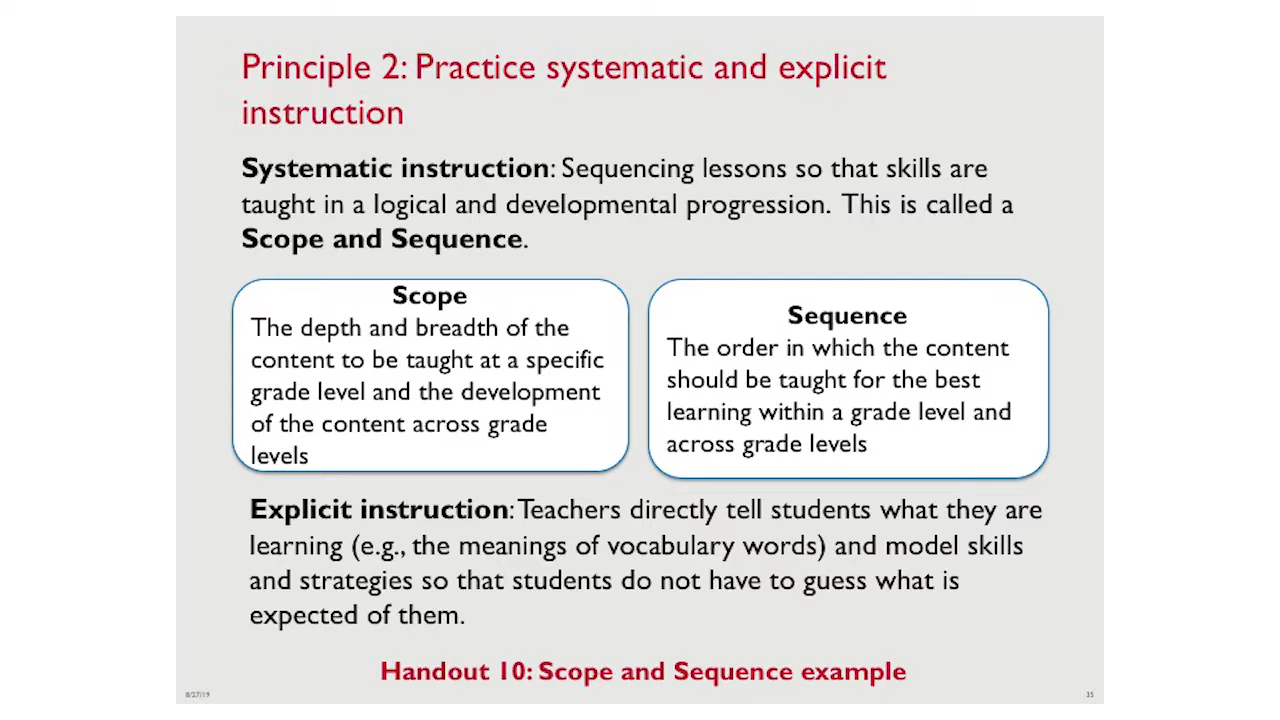 Principle 2: Practice systematic and explicit
instruction
Systematic instruction: Sequencing lessons so that skills are
taught in a logical and developmental progression. This is called a
Scope and Sequence.
Scope
The depth and breadth of the
content to be taught at a specific
grade level and the development
of the content across grade
levels
Sequence
The order in which the content
should be taught for the best
learning within a grade level and
across grade levels
Explicit instruction: Teachers directly tell students what they are
learning (e.g., the meanings of vocabulary words) and model skills
and strategies so that students do not have to guess what is
expected of them.
Handout 10: Scope and Sequence example
8/27/19
35